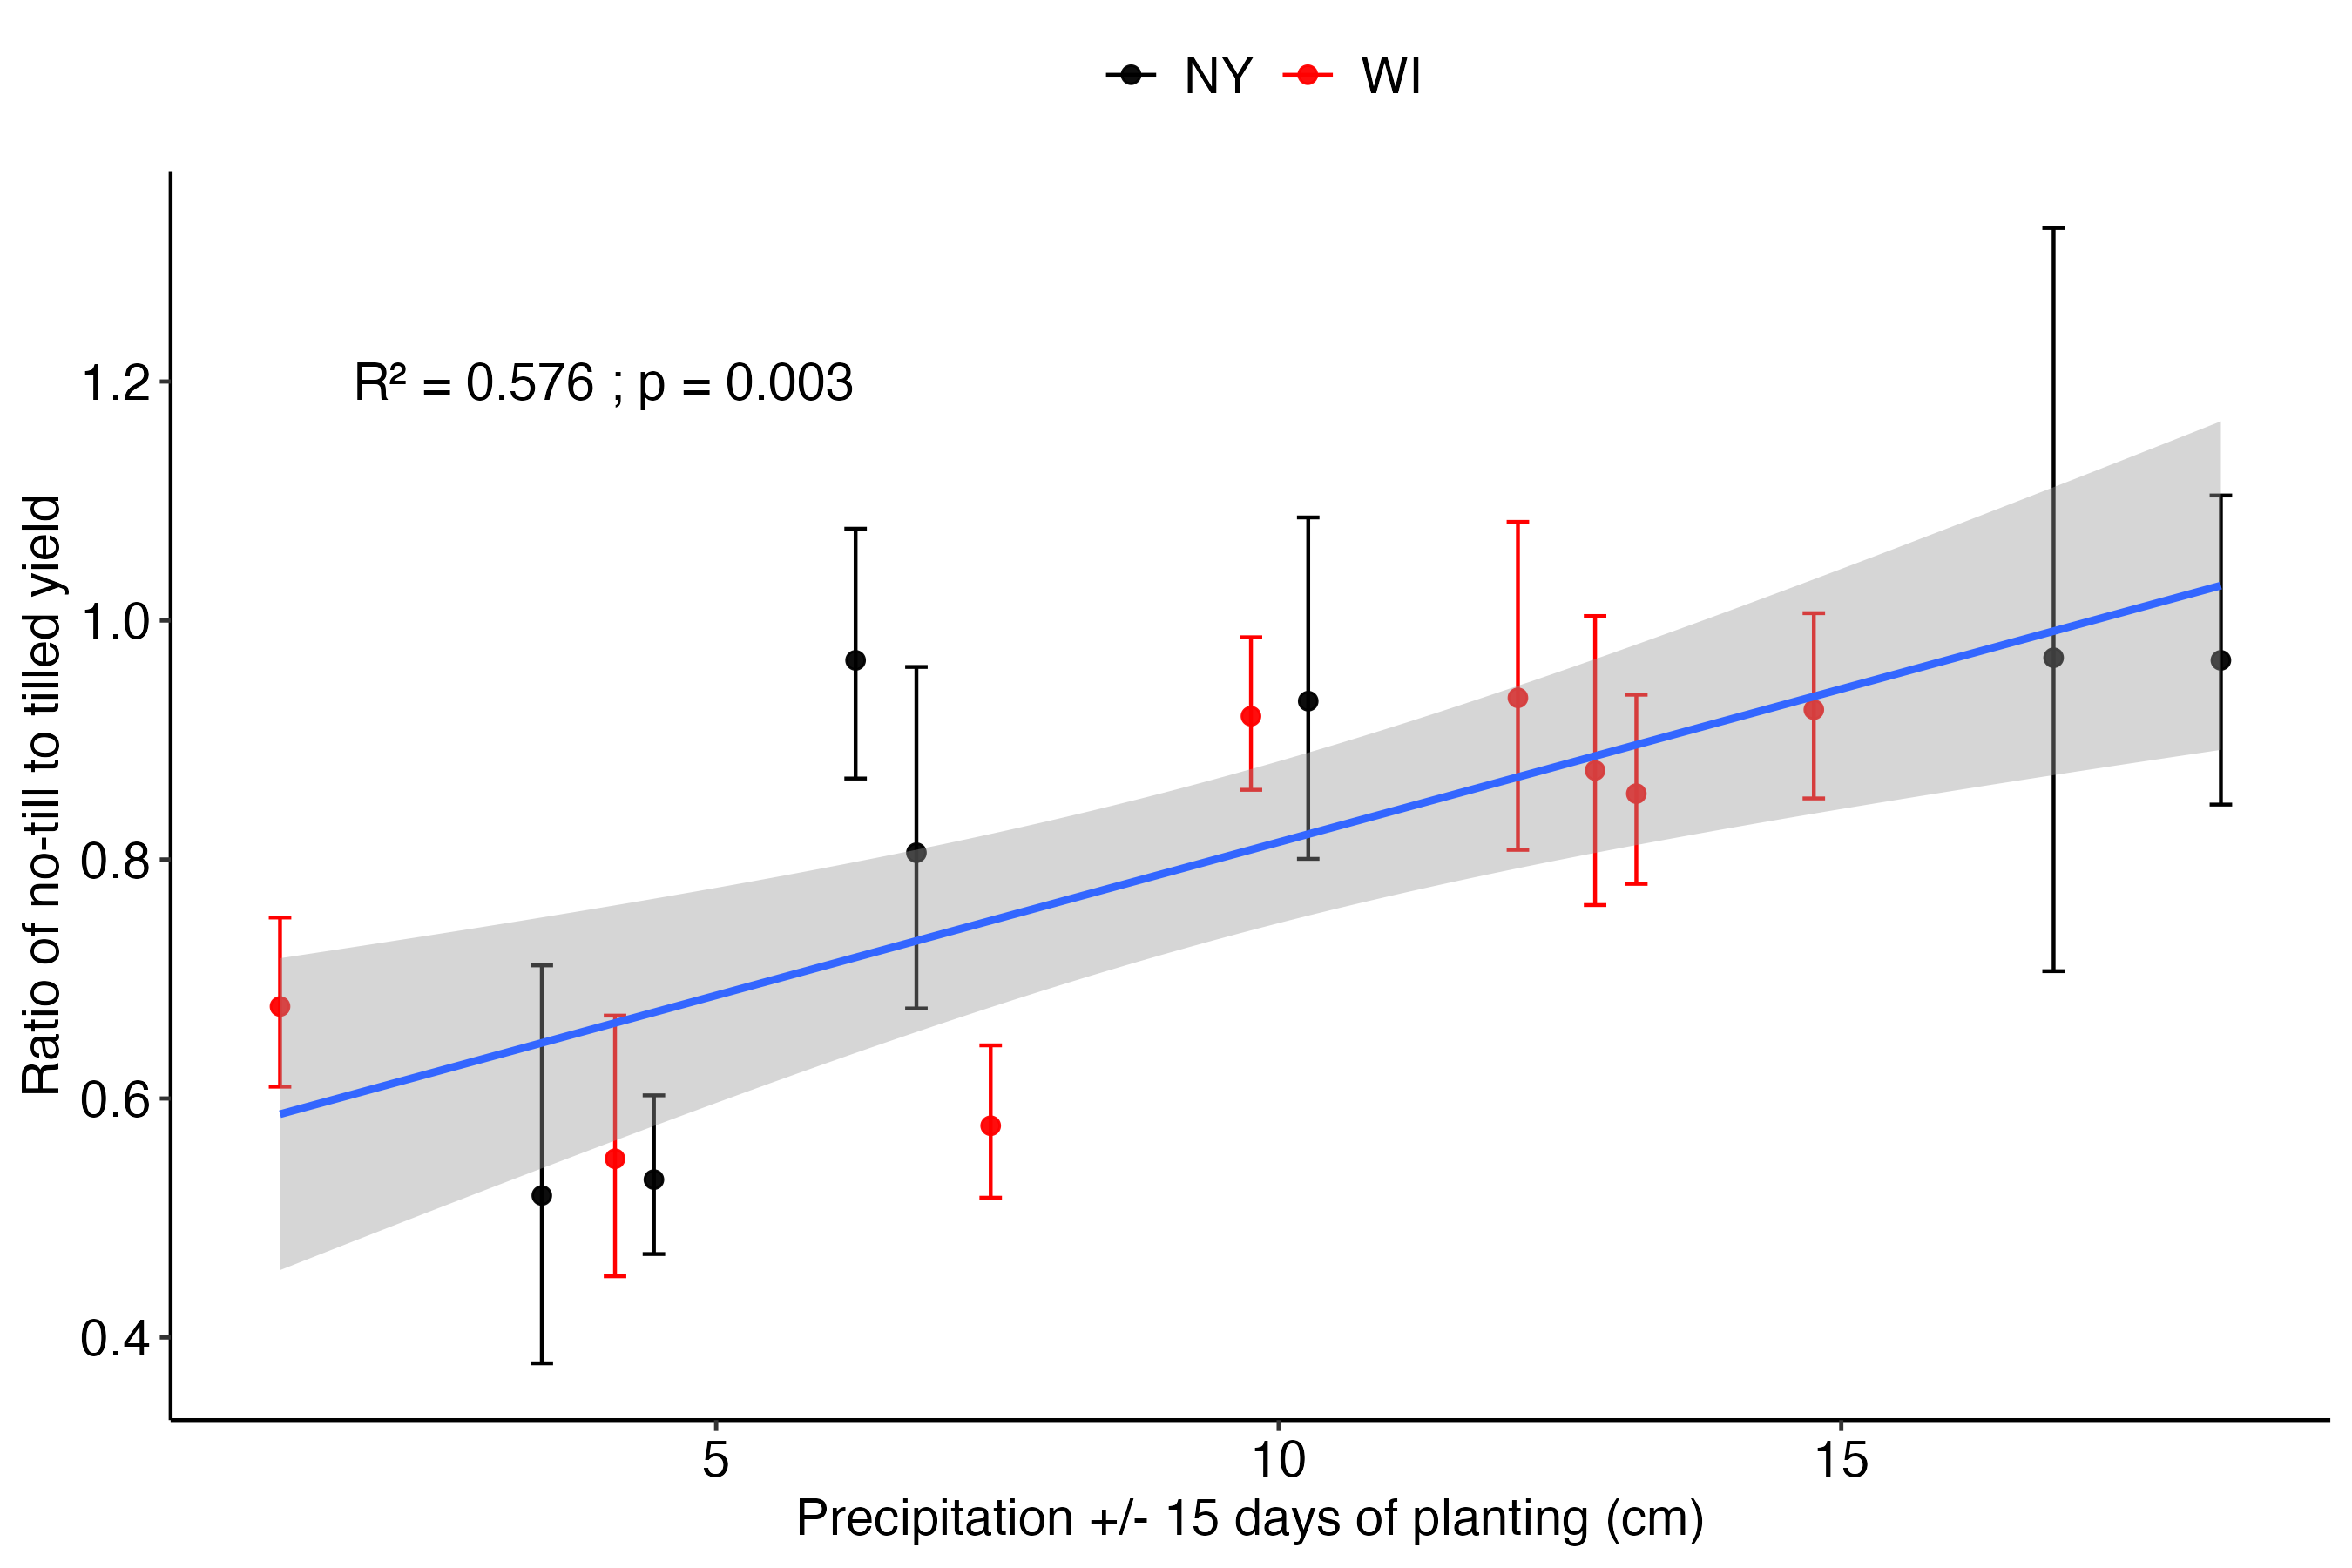 NY WI
R² = 0.576 ; p = 0.003
Ratio of no-till to tilled yield
1.2
1.0
0.8
0.6
0.4
5 10 15
Precipitation +/- 15 days of planting (cm)